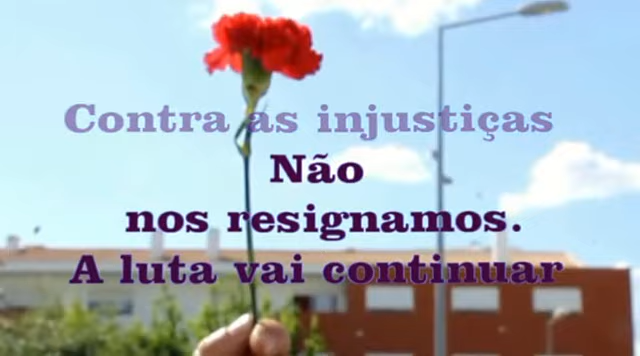 Contra as injustiças
Não
nos resignamos.
A luta vai continuar